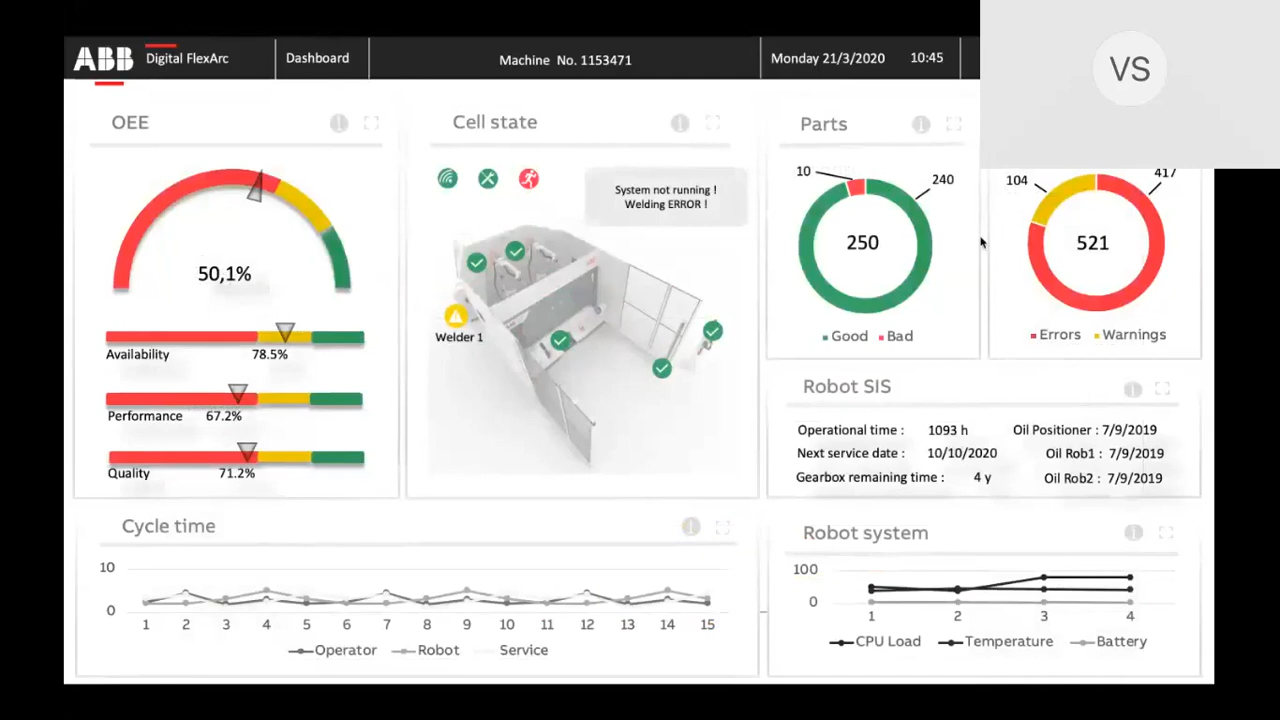 ABB Digital FlexArc
Dashboard
Machine No. 1153471
Monday 21/3/2020
10:45
VS
OEE
50,1%
Availability
78.5%
Performance
67.2%
Quality
71.2%
Cell state
System not running !
Welding ERROR !
Welder 1
Parts
10
240
250
Good
Bad
104
417
521
Errors
Warnings
Robot SIS
Operational time : 1093 h
Oil Positioner : 7/9/2019
Next service date : 10/10/2020
Oil Rob1 : 7/9/2019
Gearbox remaining time : 4 y
Oil Rob2 : 7/9/2019
Cycle time
10
0
1 2 3 4 5 6 7 8 9 10 11 12 13 14 15
Operator Robot Service
Robot system
100
0
1 2 3 4
CPU Load Temperature Battery